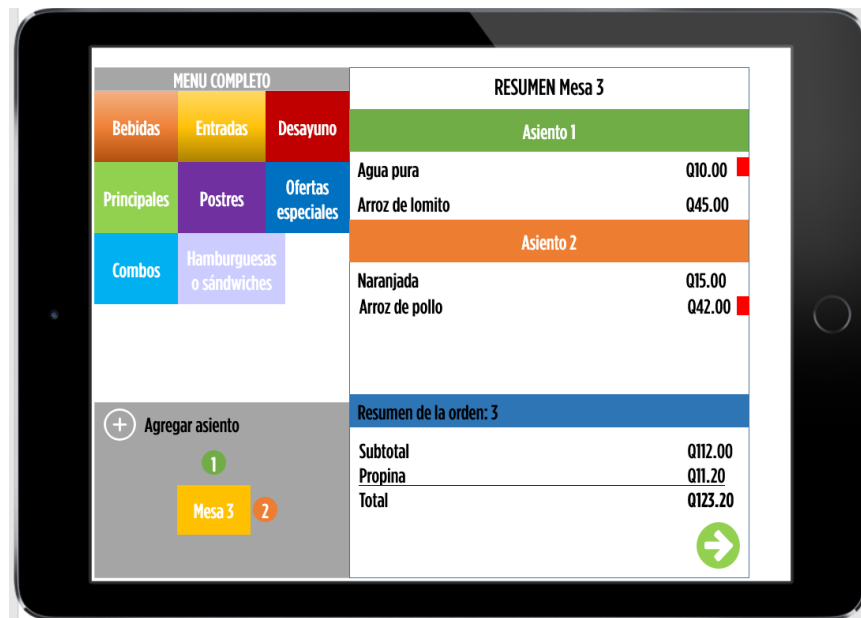 MENU COMPLETO
Bebidas
Entradas
Desayuno
Principales
Postres
Ofertas
especiales
Combos
Hamburguesas
o sándwiches
Agregar asiento
1
Mesa 3
2
RESUMEN Mesa 3
Asiento 1
Agua pura Q10.00
Arroz de lomito Q45.00
Asiento 2
Naranjada Q15.00
Arroz de pollo Q42.00
Resumen de la orden: 3
Subtotal Q112.00
Propina Q11.20
Total Q123.20